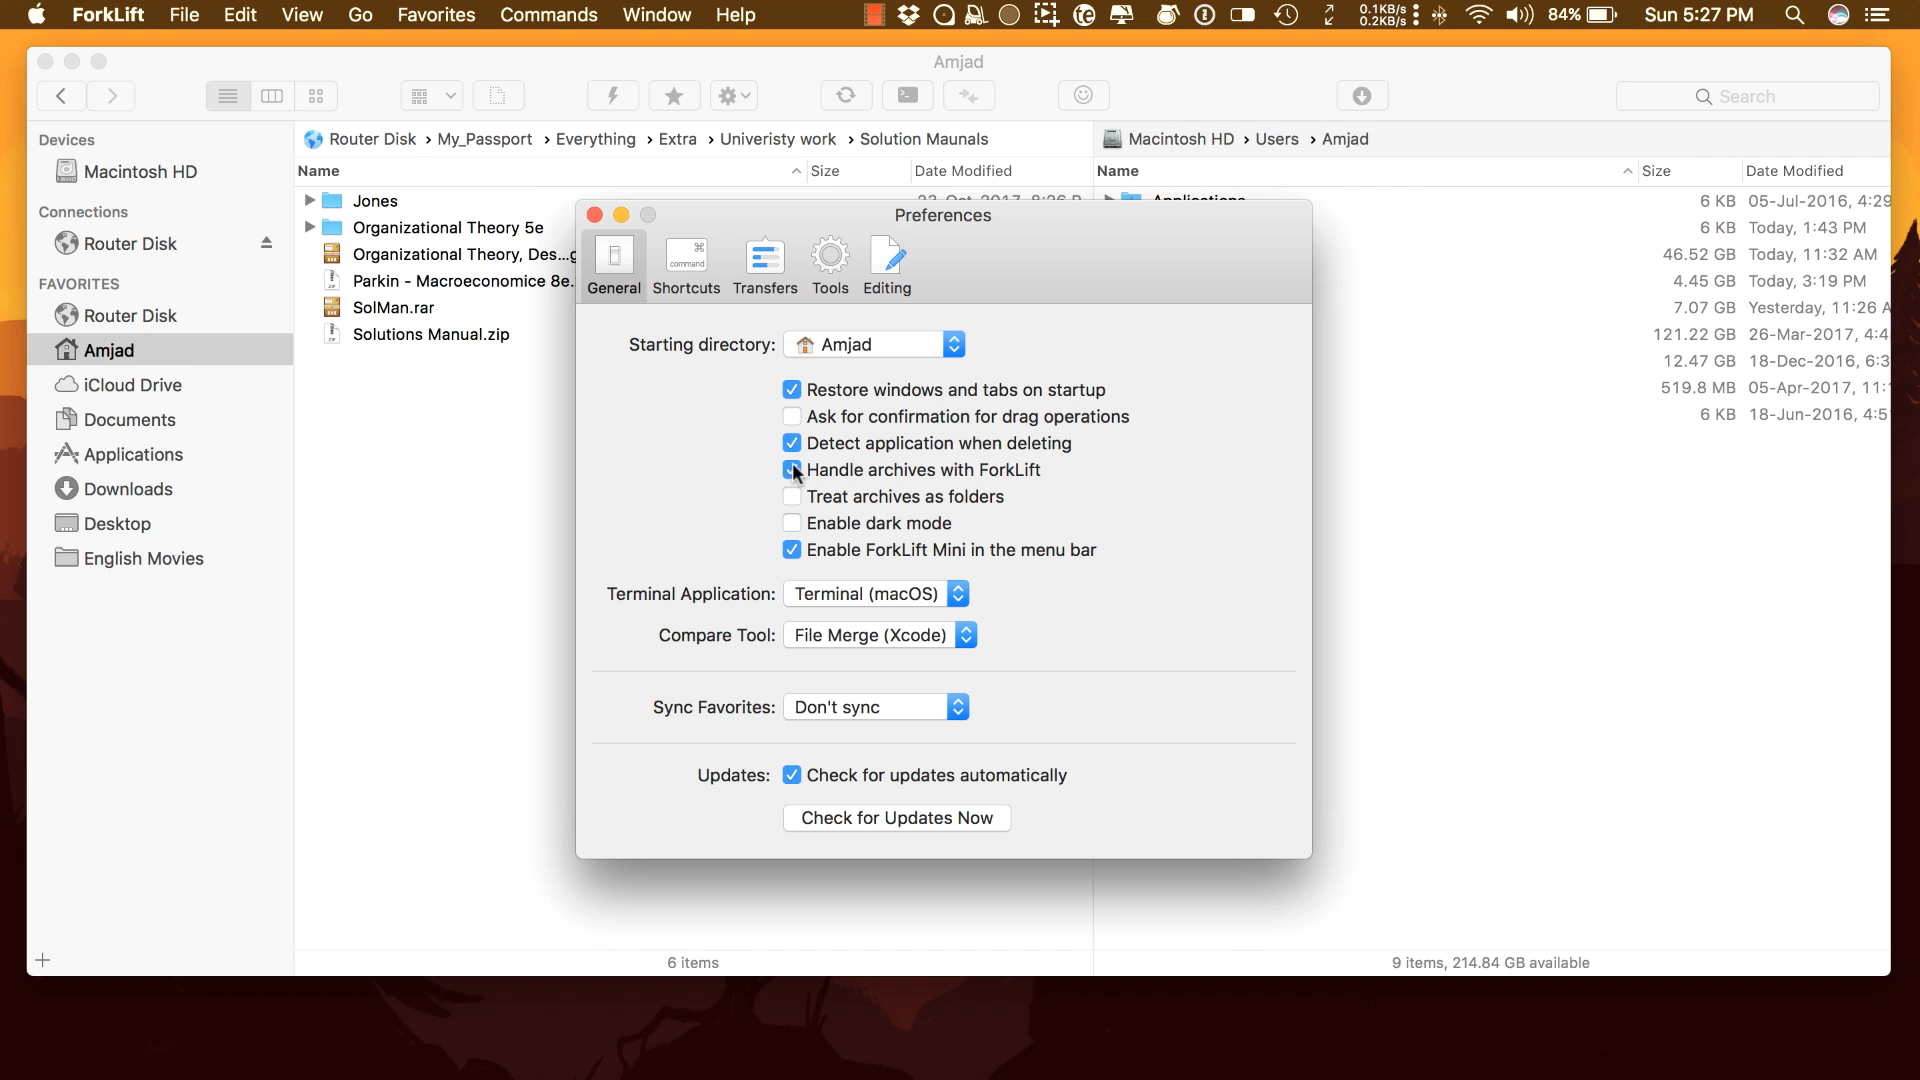 ForkLift File Edit View Go Favorites Commands Window Help 0.1KB/s 0.2KB/s 84% Sun 5:27 PM
Amjad
Search
Devices
Macintosh HD
Connections
Router Disk
FAVORITES
Router Disk
Amjad
iCloud Drive
Documents
Applications
Downloads
Desktop
English Movies
Router Disk › My_Passport › Everything › Extra › Univeristy work › Solution Maunals
Name Size Date Modified
Jones
Organizational Theory 5e
Organizational Theory, Des...g
Parkin - Macroeconomice 8e.
SolMan.rar
Solutions Manual.zip
6 items
Macintosh HD › Users › Amjad
Name Size Date Modified
Applications 6 KB 05-Jul-2016, 4:29
6 KB Today, 1:43 PM
46.52 GB Today, 11:32 AM
4.45 GB Today, 3:19 PM
7.07 GB Yesterday, 11:26 A
121.22 GB 26-Mar-2017, 4:4
12.47 GB 18-Dec-2016, 6:3
519.8 MB 05-Apr-2017, 11:
6 KB 18-Jun-2016, 4:5
9 items, 214.84 GB available
Preferences
command
General Shortcuts Transfers Tools Editing
Starting directory: Amjad
Restore windows and tabs on startup
Ask for confirmation for drag operations
Detect application when deleting
Handle archives with ForkLift
Treat archives as folders
Enable dark mode
Enable ForkLift Mini in the menu bar
Terminal Application: Terminal (macOS)
Compare Tool: File Merge (Xcode)
Sync Favorites: Don't sync
Updates: Check for updates automatically
Check for Updates Now